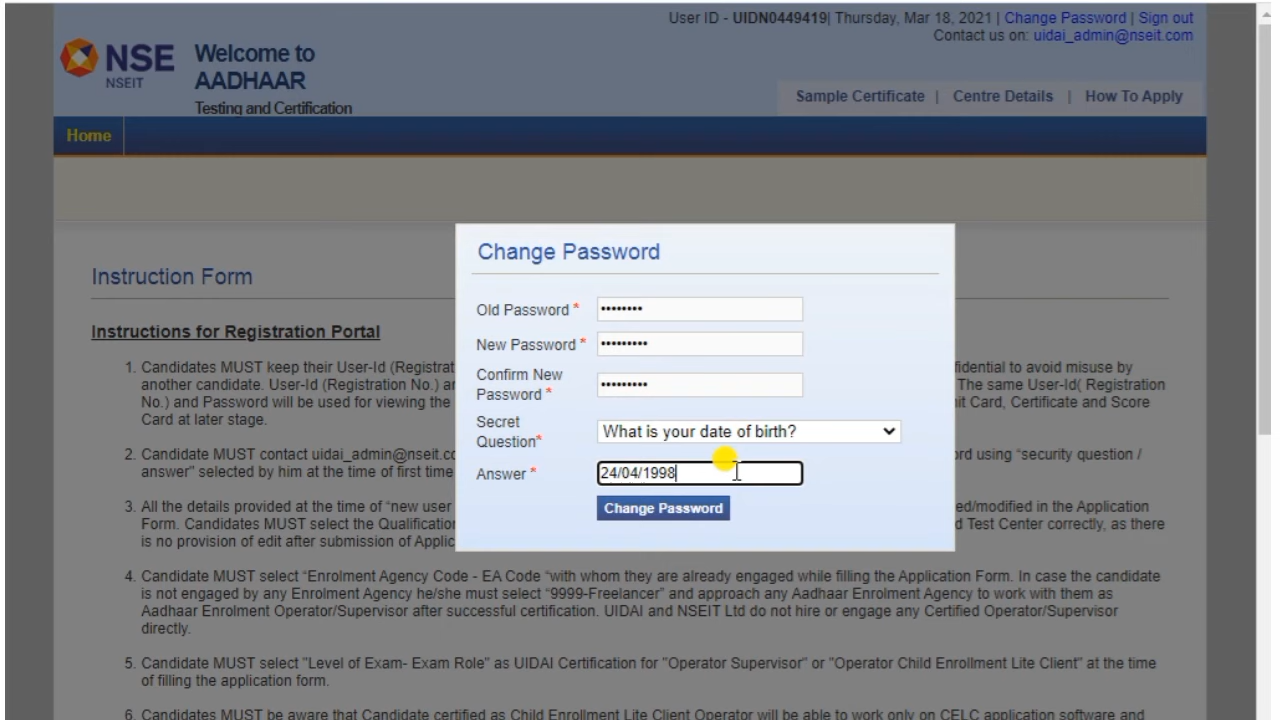 User ID - UIDN0449419| Thursday, Mar 18, 2021 | Change Password | Sign out
Contact us on: uidai_admin@nseit.com
NSE
NSEIT
Welcome to
AADHAAR
Testing and Certification
Sample Certificate | Centre Details | How To Apply
Home
Change Password
Old Password * ••••••••
New Password * •••••••••
Confirm New
Password * •••••••••
Secret
Question* What is your date of birth?
Answer * 24/04/1998
Change Password
Instruction Form
Instructions for Registration Portal
1. Candidates MUST keep their User-Id (Registrat fidential to avoid misuse by
another candidate. User-Id (Registration No.) ar The same User-Id( Registration
No.) and Password will be used for viewing the it Card, Certificate and Score
Card at later stage.
2. Candidate MUST contact uidai_admin@nseit.co ord using “security question /
answer” selected by him at the time of first time
3. All the details provided at the time of “new user ed/modified in the Application
Form. Candidates MUST select the Qualification d Test Center correctly, as there
is no provision of edit after submission of Applic
4. Candidate MUST select “Enrolment Agency Code - EA Code “with whom they are already engaged while filling the Application Form. In case the candidate
is not engaged by any Enrolment Agency he/she must select “9999-Freelancer” and approach any Aadhaar Enrolment Agency to work with them as
Aadhaar Enrolment Operator/Supervisor after successful certification. UIDAI and NSEIT Ltd do not hire or engage any Certified Operator/Supervisor
directly.
5. Candidate MUST select "Level of Exam- Exam Role" as UIDAI Certification for "Operator Supervisor" or "Operator Child Enrollment Lite Client" at the time
of filling the application form.
6. Candidates MUST be aware that Candidate certified as Child Enrollment Lite Client Operator will be able to work only on CELC application software and